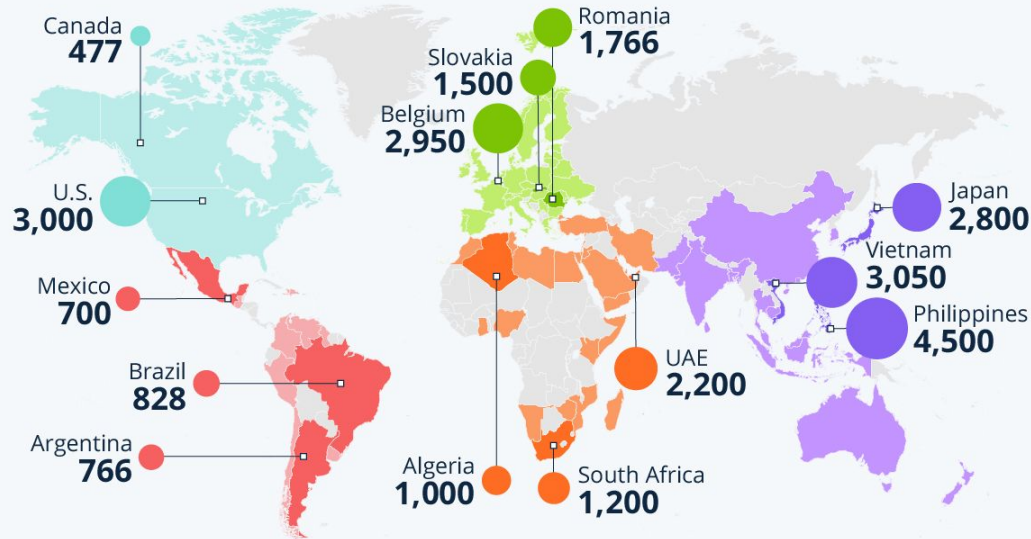 Canada
477
U.S.
3,000
Mexico
700
Brazil
828
Argentina
766
Romania
1,766
Slovakia
1,500
Belgium
2,950
Algeria
1,000
South Africa
1,200
UAE
2,200
Japan
2,800
Vietnam
3,050
Philippines
4,500